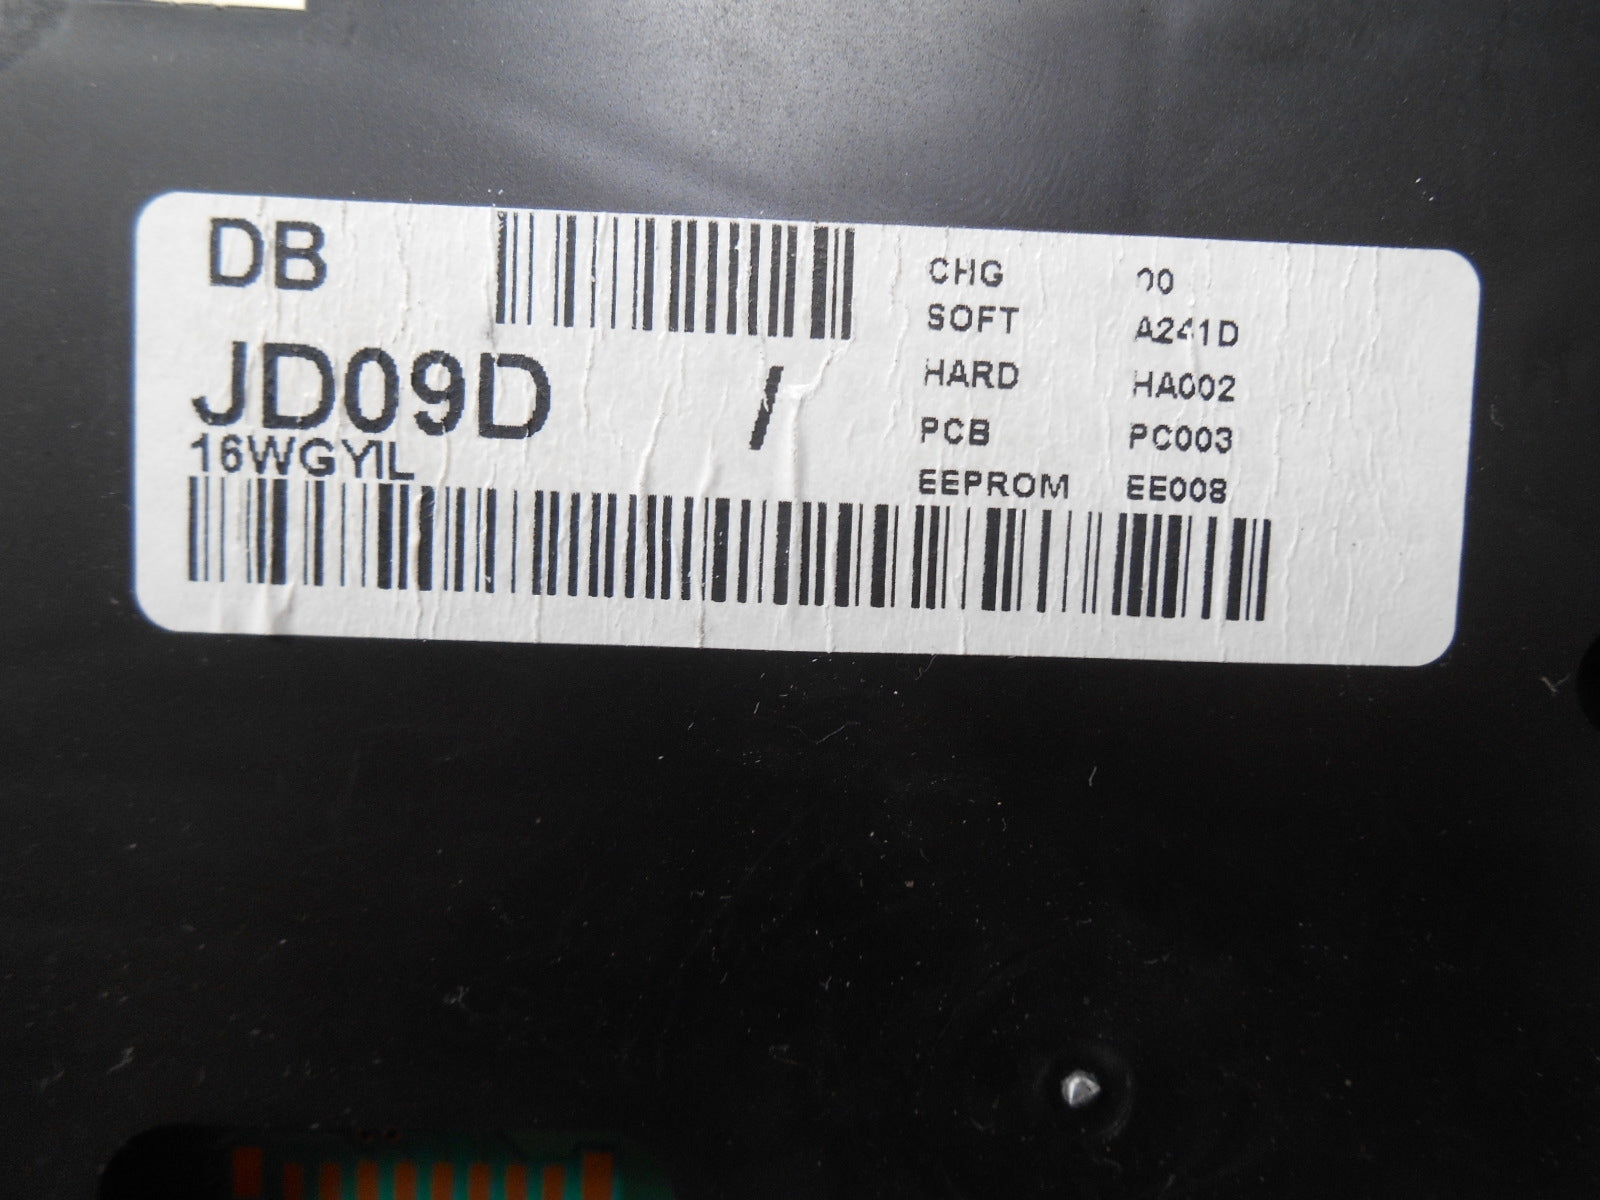 DB
JD09D /
16WGYIL
CHG 00
SOFT A241D
HARD HA002
PCB PC003
EEPROM EE008